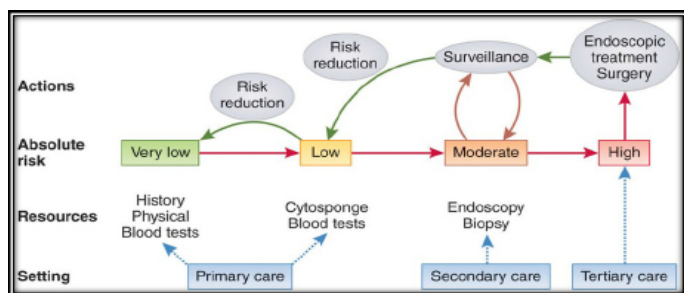 Endoscopic
treatment
Surgery
Surveillance
Risk
reduction
Actions
Risk
reduction
Absolute
risk
Very low
Low
Moderate
High
Resources
History
Physical
Blood tests
Cytosponge
Blood tests
Endoscopy
Biopsy
Setting
Primary care
Secondary care
Tertiary care